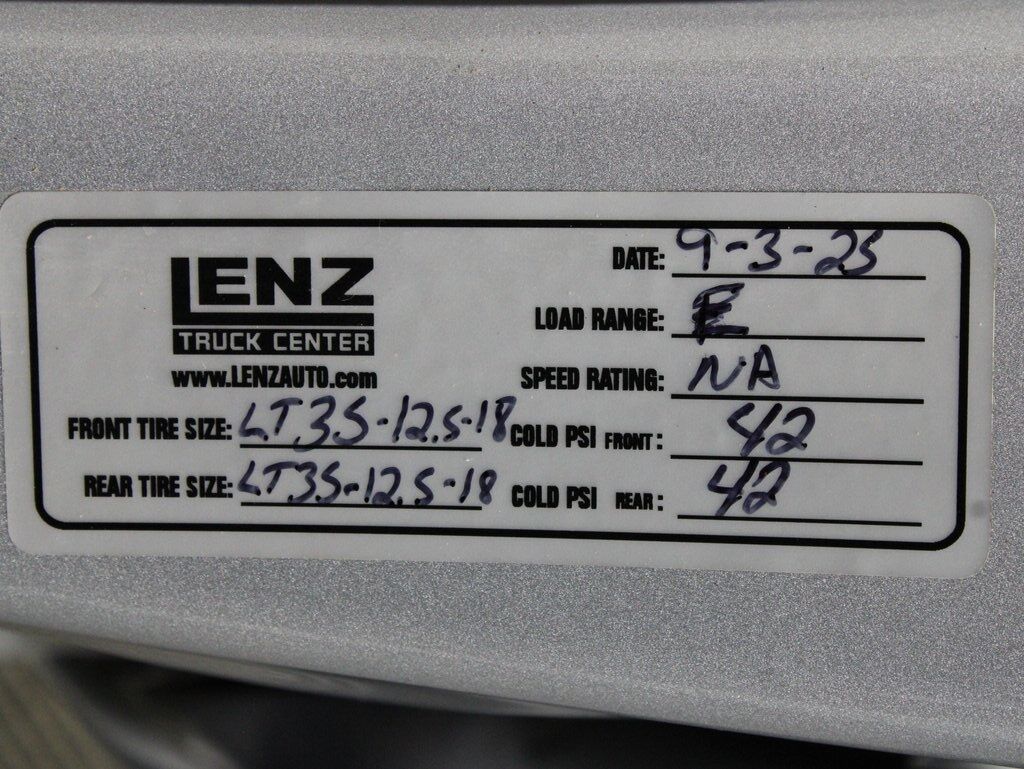 LENZ
TRUCK CENTER
www.LENZAUTO.com
DATE: 9-3-25
LOAD RANGE: E
SPEED RATING: NA
FRONT TIRE SIZE: LT35-12.5-18 COLD PSI FRONT: 42
REAR TIRE SIZE: LT35-12.5-18 COLD PSI REAR: 42